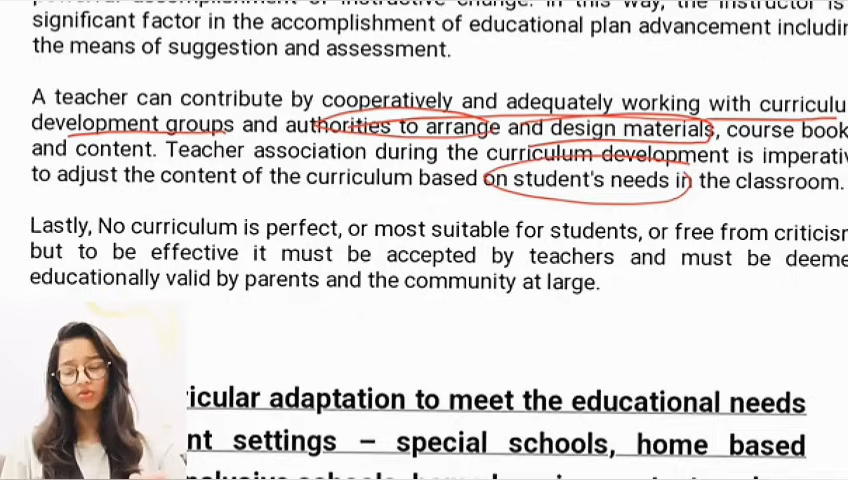 significant factor in the accomplishment of educational plan advancement includin
the means of suggestion and assessment.
A teacher can contribute by cooperatively and adequately working with curriculu
development groups and authorities to arrange and design materials, course book
and content. Teacher association during the curriculum development is imperativ
to adjust the content of the curriculum based on student's needs in the classroom.
Lastly, No curriculum is perfect, or most suitable for students, or free from criticism
but to be effective it must be accepted by teachers and must be deeme
educationally valid by parents and the community at large.
ricular adaptation to meet the educational needs
nt settings – special schools, home based